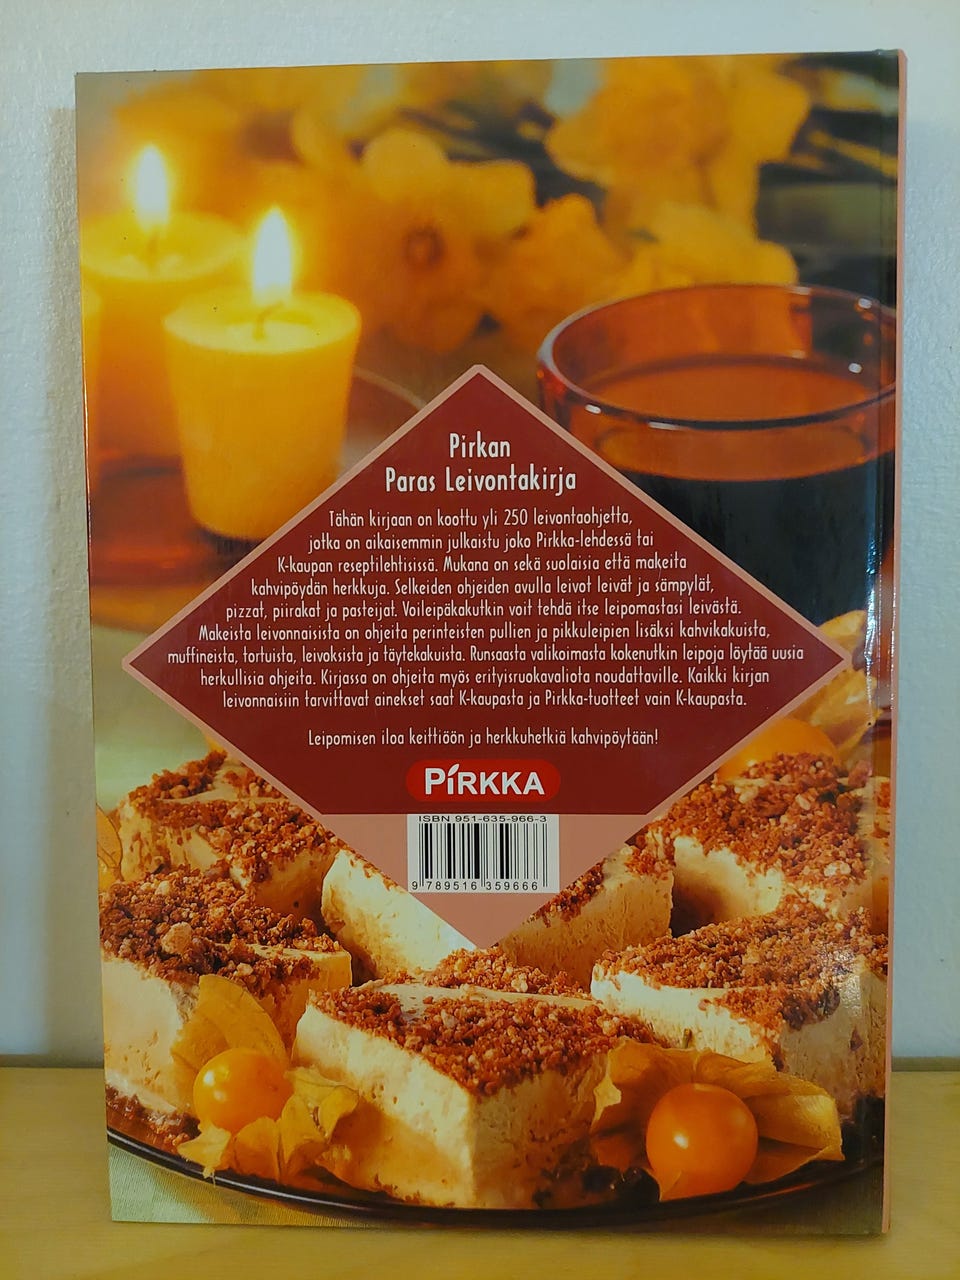 Pirkan
Paras Leivontakirja
Tähän kirjaan on koottu yli 250 leivontaohjetta,
jotka on aikaisemmin julkaistu joko Pirkka-lehdessä tai
K-kaupan reseptilehtisissä. Mukana on sekä suolaisia että makeita
kahvipöydän herkkuja. Selkeiden ohjeiden avulla leivot leivät ja sämpylät,
pizzat, piirakat ja pasteijat. Voileipäkakutkin voit tehdä itse leipomastasi leivästä.
Makeista leivonnaisista on ohjeita perinteisten pullien ja pikkuleipien lisäksi kahvikakuista,
muffineista, tortuista, leivoksista ja täytekakuista. Runsaasta valikoimasta kokenutkin leipoja löytää uusia
herkullisia ohjeita. Kirjassa on ohjeita myös erityisruokavaliota noudattaville. Kaikki kirjan
leivonnaisiin tarvittavat ainekset saat K-kaupasta ja Pirkka-tuotteet vain K-kaupasta.
Leipomisen iloa keittiöön ja herkkuhetkiä kahvipöytään!
PIRKKA
ISBN 951-635-966-3
9 789516 359666